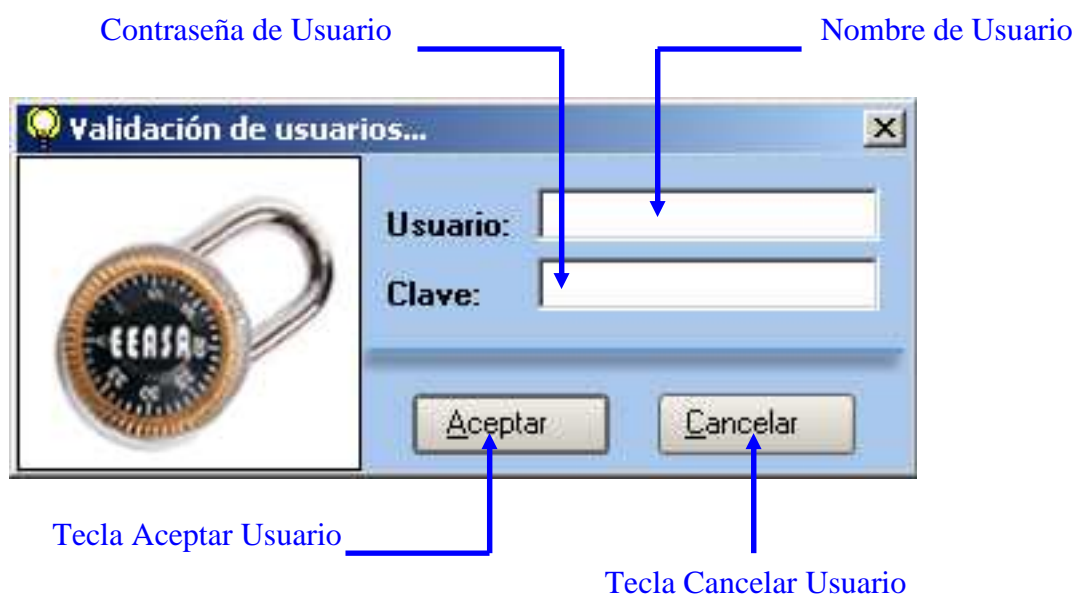 Contraseña de Usuario
Nombre de Usuario
Validación de usuarios...
Usuario:
Clave:
EERSA
Aceptar
Cancelar
Tecla Aceptar Usuario
Tecla Cancelar Usuario